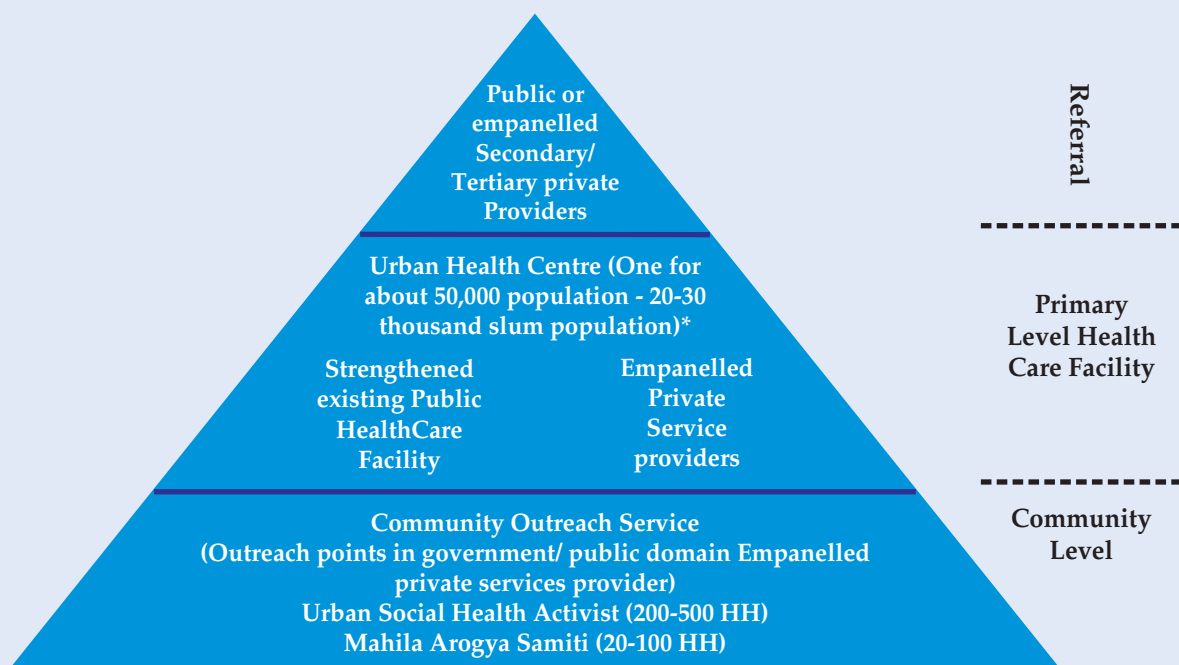 Public or
empanelled
Secondary/
Tertiary private
Providers
Referral
Urban Health Centre (One for
about 50,000 population - 20-30
thousand slum population)*
Strengthened
existing Public
HealthCare
Facility
Empanelled
Private
Service
providers
Primary
Level Health
Care Facility
Community Outreach Service
(Outreach points in government/ public domain Empanelled
private services provider)
Urban Social Health Activist (200-500 HH)
Mahila Arogya Samiti (20-100 HH)
Community
Level